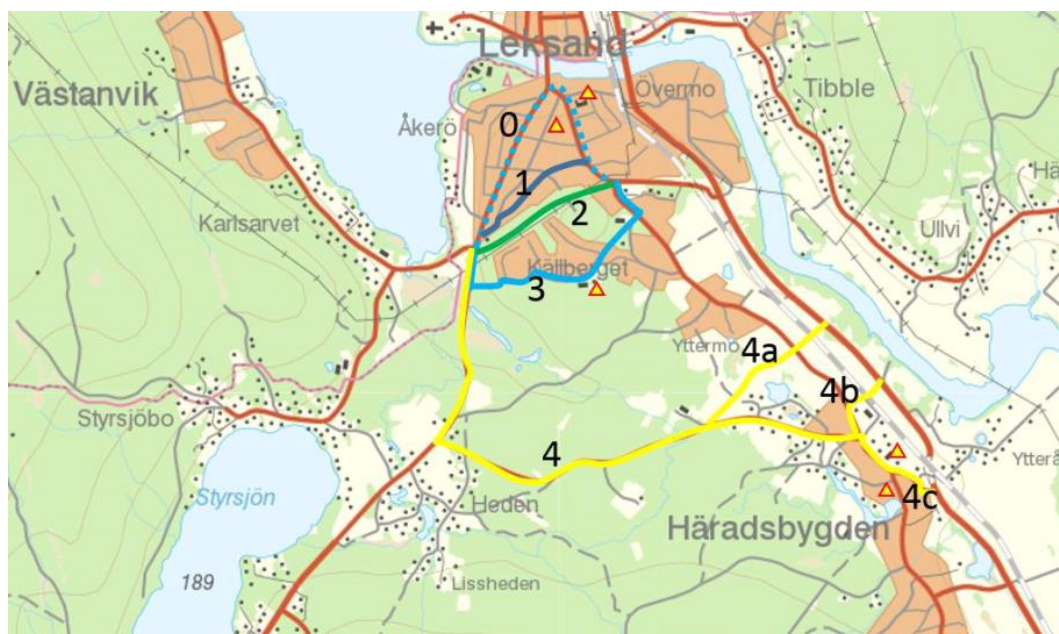 Leksand
Västanvik
Övermo
Tibble
Åkerö
0
1
Karlsarvet
2
Ullvi
Källberget
3
Yttermo
4a
4b
Styrsjöbo
4
Styrsjön
Heden
4c
Häradsbygden
189
Lissheden